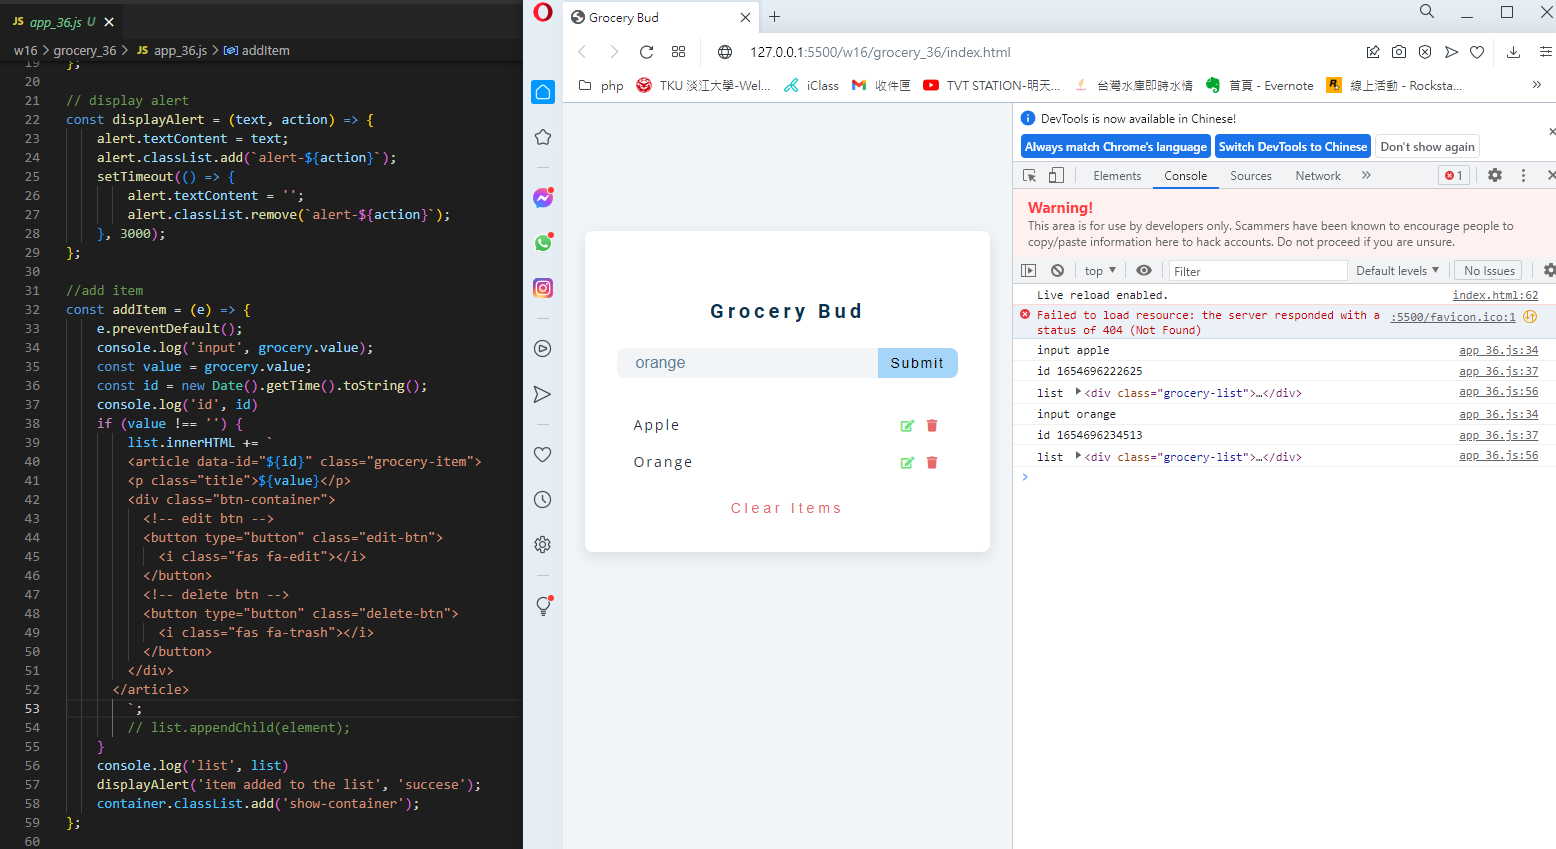 JS app_36.js U
w16 > grocery_36 > JS app_36.js > addItem
19 };
20
21 // display alert
22 const displayAlert = (text, action) => {
23 alert.textContent = text;
24 alert.classList.add(`alert-${action}`);
25 setTimeout(() => {
26 alert.textContent = '';
27 alert.classList.remove(`alert-${action}`);
28 }, 3000);
29 };
30
31 //add item
32 const addItem = (e) => {
33 e.preventDefault();
34 console.log('input', grocery.value);
35 const value = grocery.value;
36 const id = new Date().getTime().toString();
37 console.log('id', id)
38 if (value !== '') {
39 list.innerHTML += `
40 <article data-id="${id}" class="grocery-item">
41 <p class="title">${value}</p>
42 <div class="btn-container">
43 <!-- edit btn -->
44 <button type="button" class="edit-btn">
45 <i class="fas fa-edit"></i>
46 </button>
47 <!-- delete btn -->
48 <button type="button" class="delete-btn">
49 <i class="fas fa-trash"></i>
50 </button>
51 </div>
52 </article>
53 `;
54 // list.appendChild(element);
55 }
56 console.log('list', list)
57 displayAlert('item added to the list', 'succese');
58 container.classList.add('show-container');
59 };
60
Grocery Bud
127.0.0.1:5500/w16/grocery_36/index.html
php TKU 淡江大學-Wel... iClass 收件匣 TVT STATION-明天... 台灣水庫即時水情 首頁 - Evernote 線上活動 - Rocksta... »
Grocery Bud
orange Submit
Apple
Orange
Clear Items
DevTools is now available in Chinese!
Always match Chrome's language Switch DevTools to Chinese Don't show again
Elements Console Sources Network » 1
Warning!
This area is for use by developers only. Scammers have been known to encourage people to
copy/paste information here to hack accounts. Do not proceed if you are unsure.
top ▼ Filter Default levels ▼ No Issues
Live reload enabled. index.html:62
Failed to load resource: the server responded with a :5500/favicon.ico:1
status of 404 (Not Found)
input apple app 36.js:34
id 1654696222625 app 36.js:37
list <div class="grocery-list">…</div> app 36.js:56
input orange app 36.js:34
id 1654696234513 app 36.js:37
list <div class="grocery-list">…</div> app 36.js:56